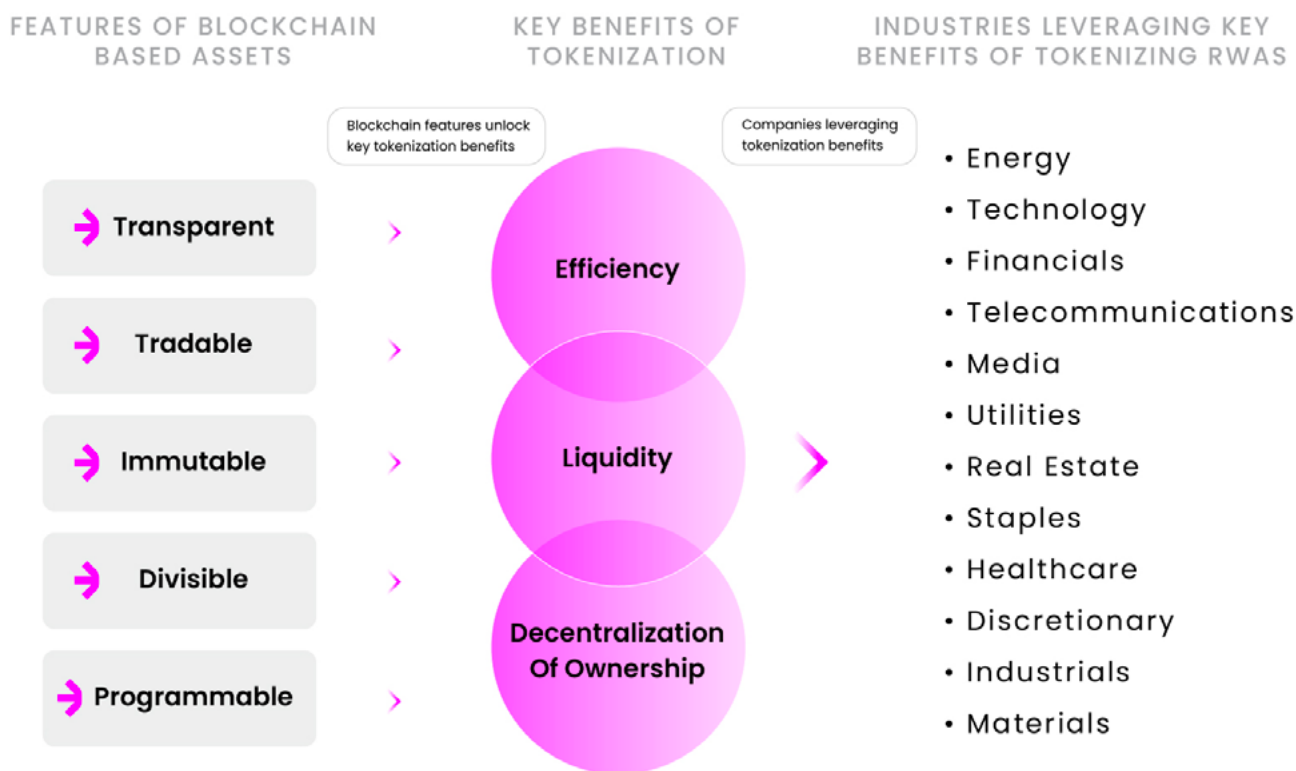 FEATURES OF BLOCKCHAIN
BASED ASSETS
KEY BENEFITS OF
TOKENIZATION
INDUSTRIES LEVERAGING KEY
BENEFITS OF TOKENIZING RWAS
Blockchain features unlock
key tokenization benefits
Companies leveraging
tokenization benefits
Transparent
Tradable
Immutable
Divisible
Programmable
Efficiency
Liquidity
Decentralization
Of Ownership
• Energy
• Technology
• Financials
• Telecommunications
• Media
• Utilities
• Real Estate
• Staples
• Healthcare
• Discretionary
• Industrials
• Materials